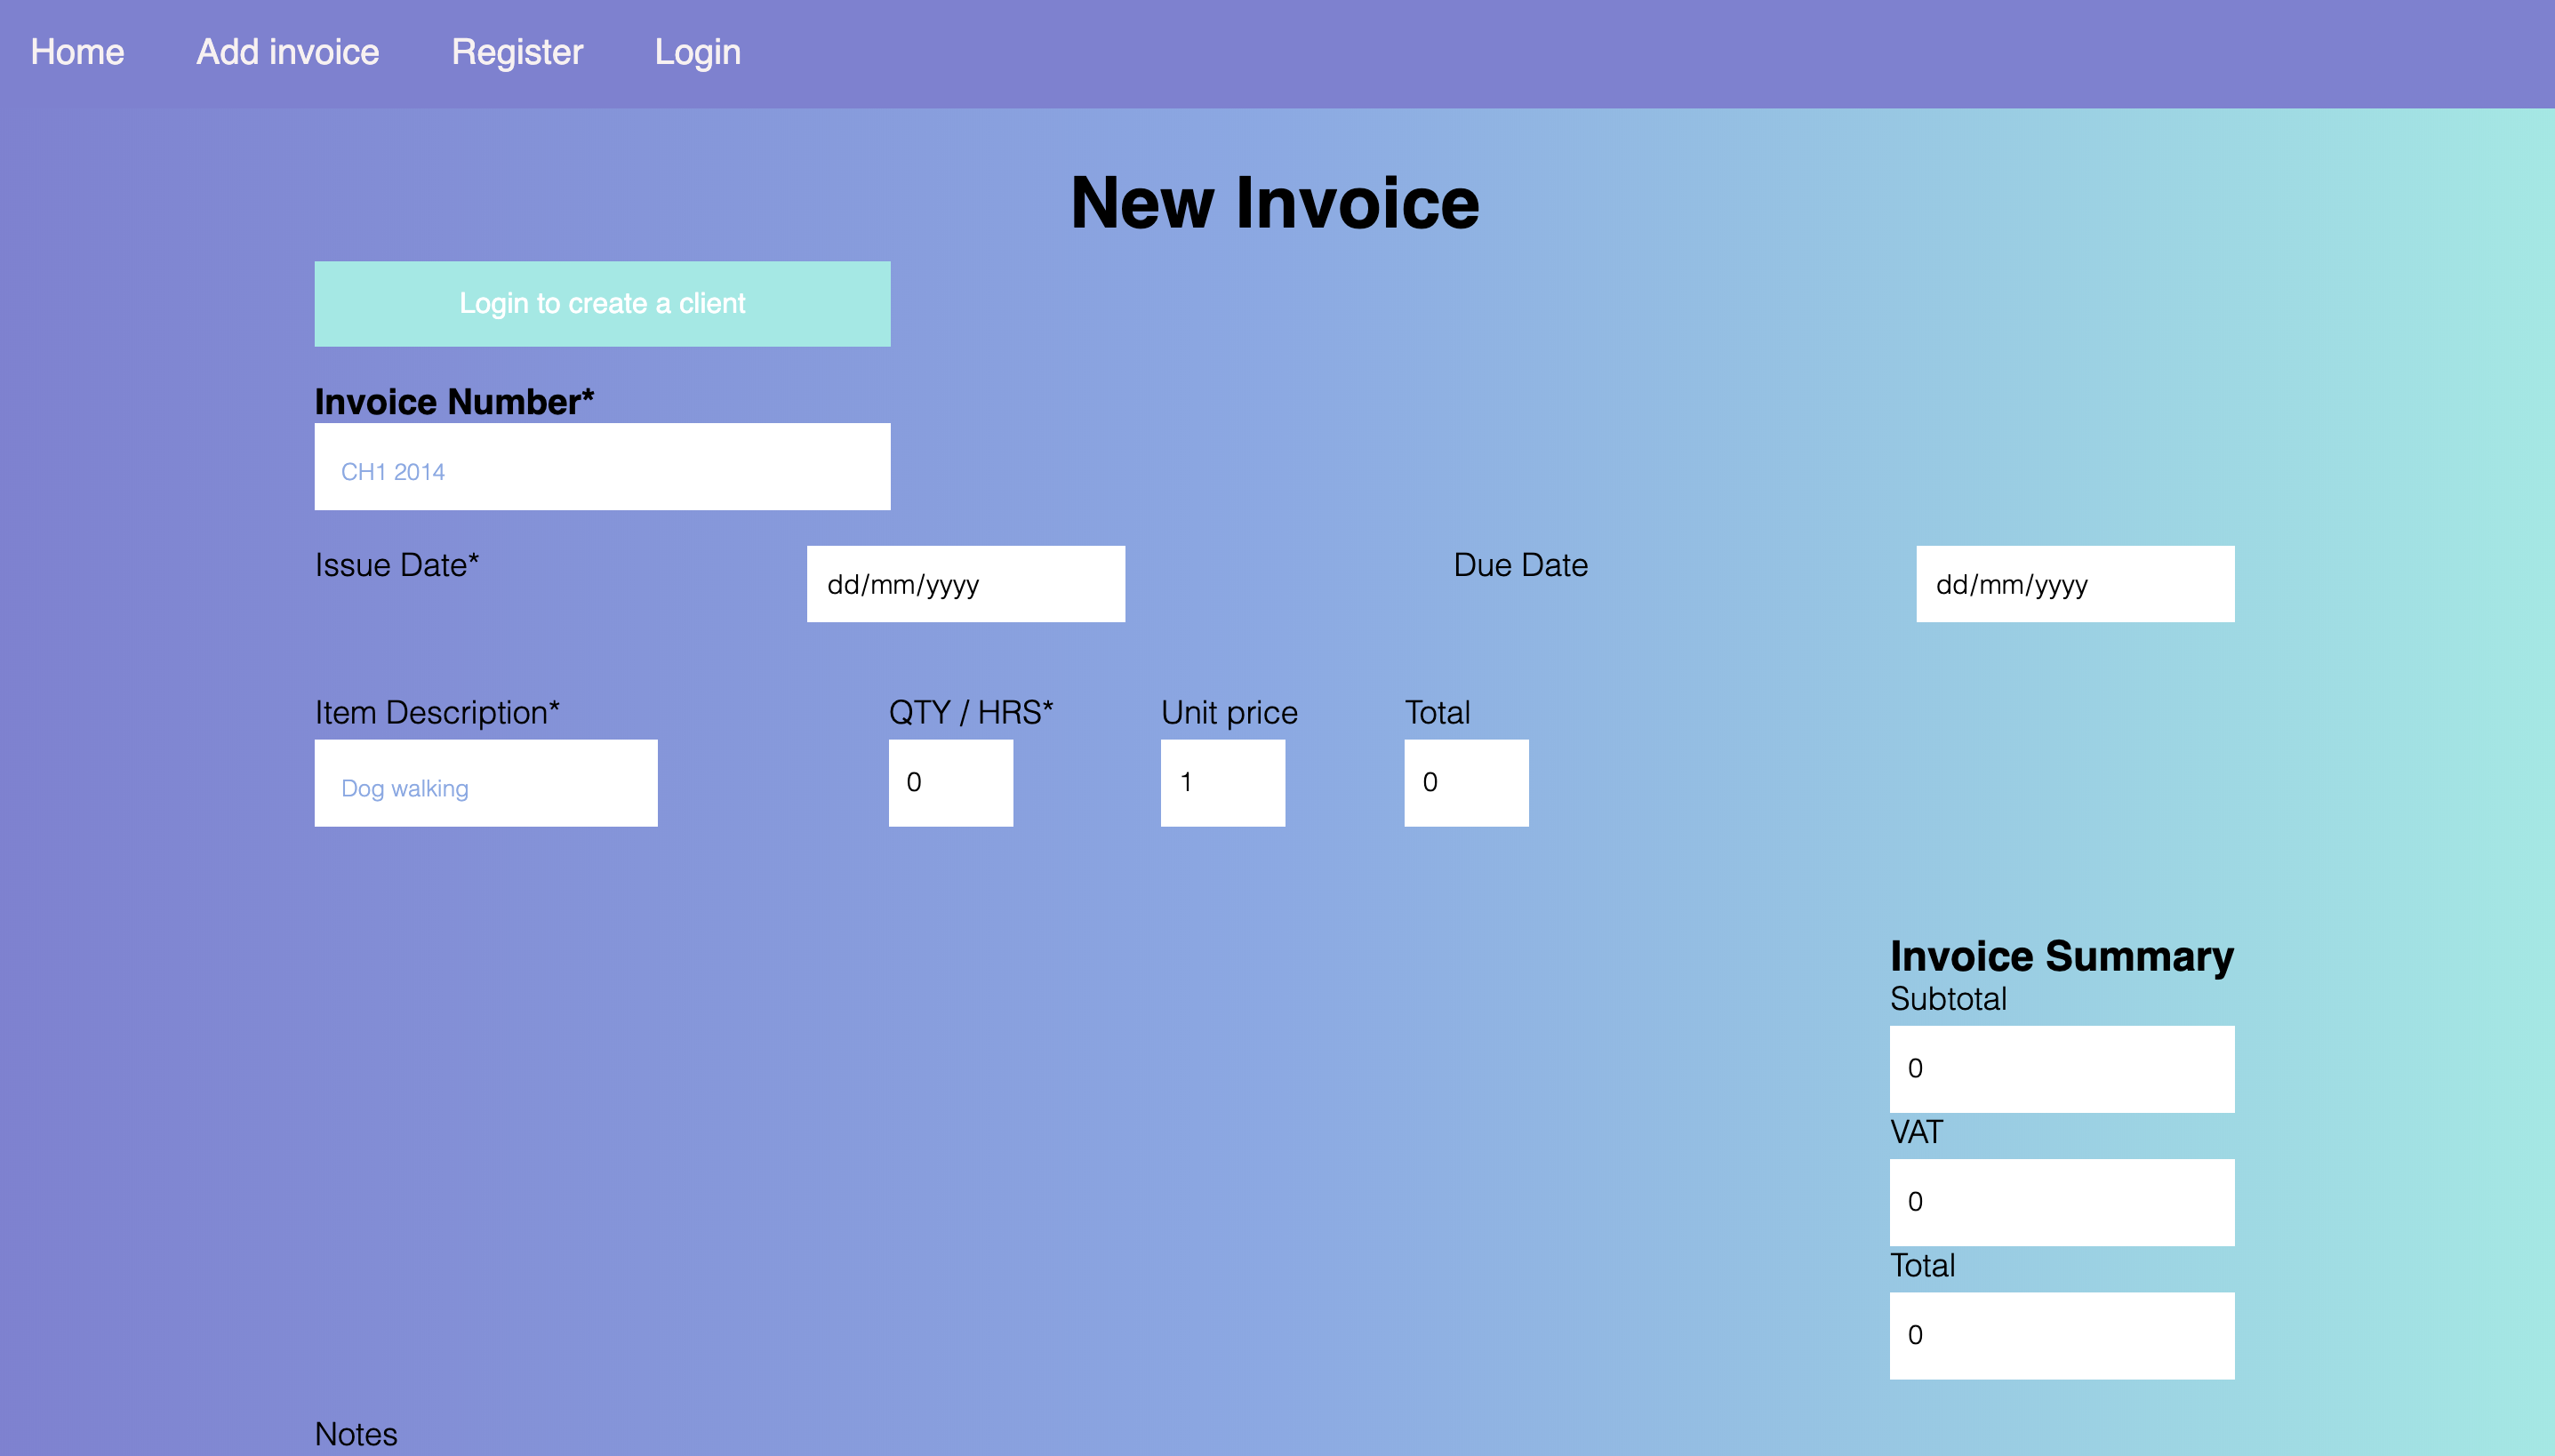 Home Add invoice Register Login
New Invoice
Login to create a client
Invoice Number*
CH1 2014
Issue Date* dd/mm/yyyy Due Date dd/mm/yyyy
Item Description* QTY / HRS* Unit price Total
Dog walking 0 1 0
Invoice Summary
Subtotal
0
VAT
0
Total
0
Notes